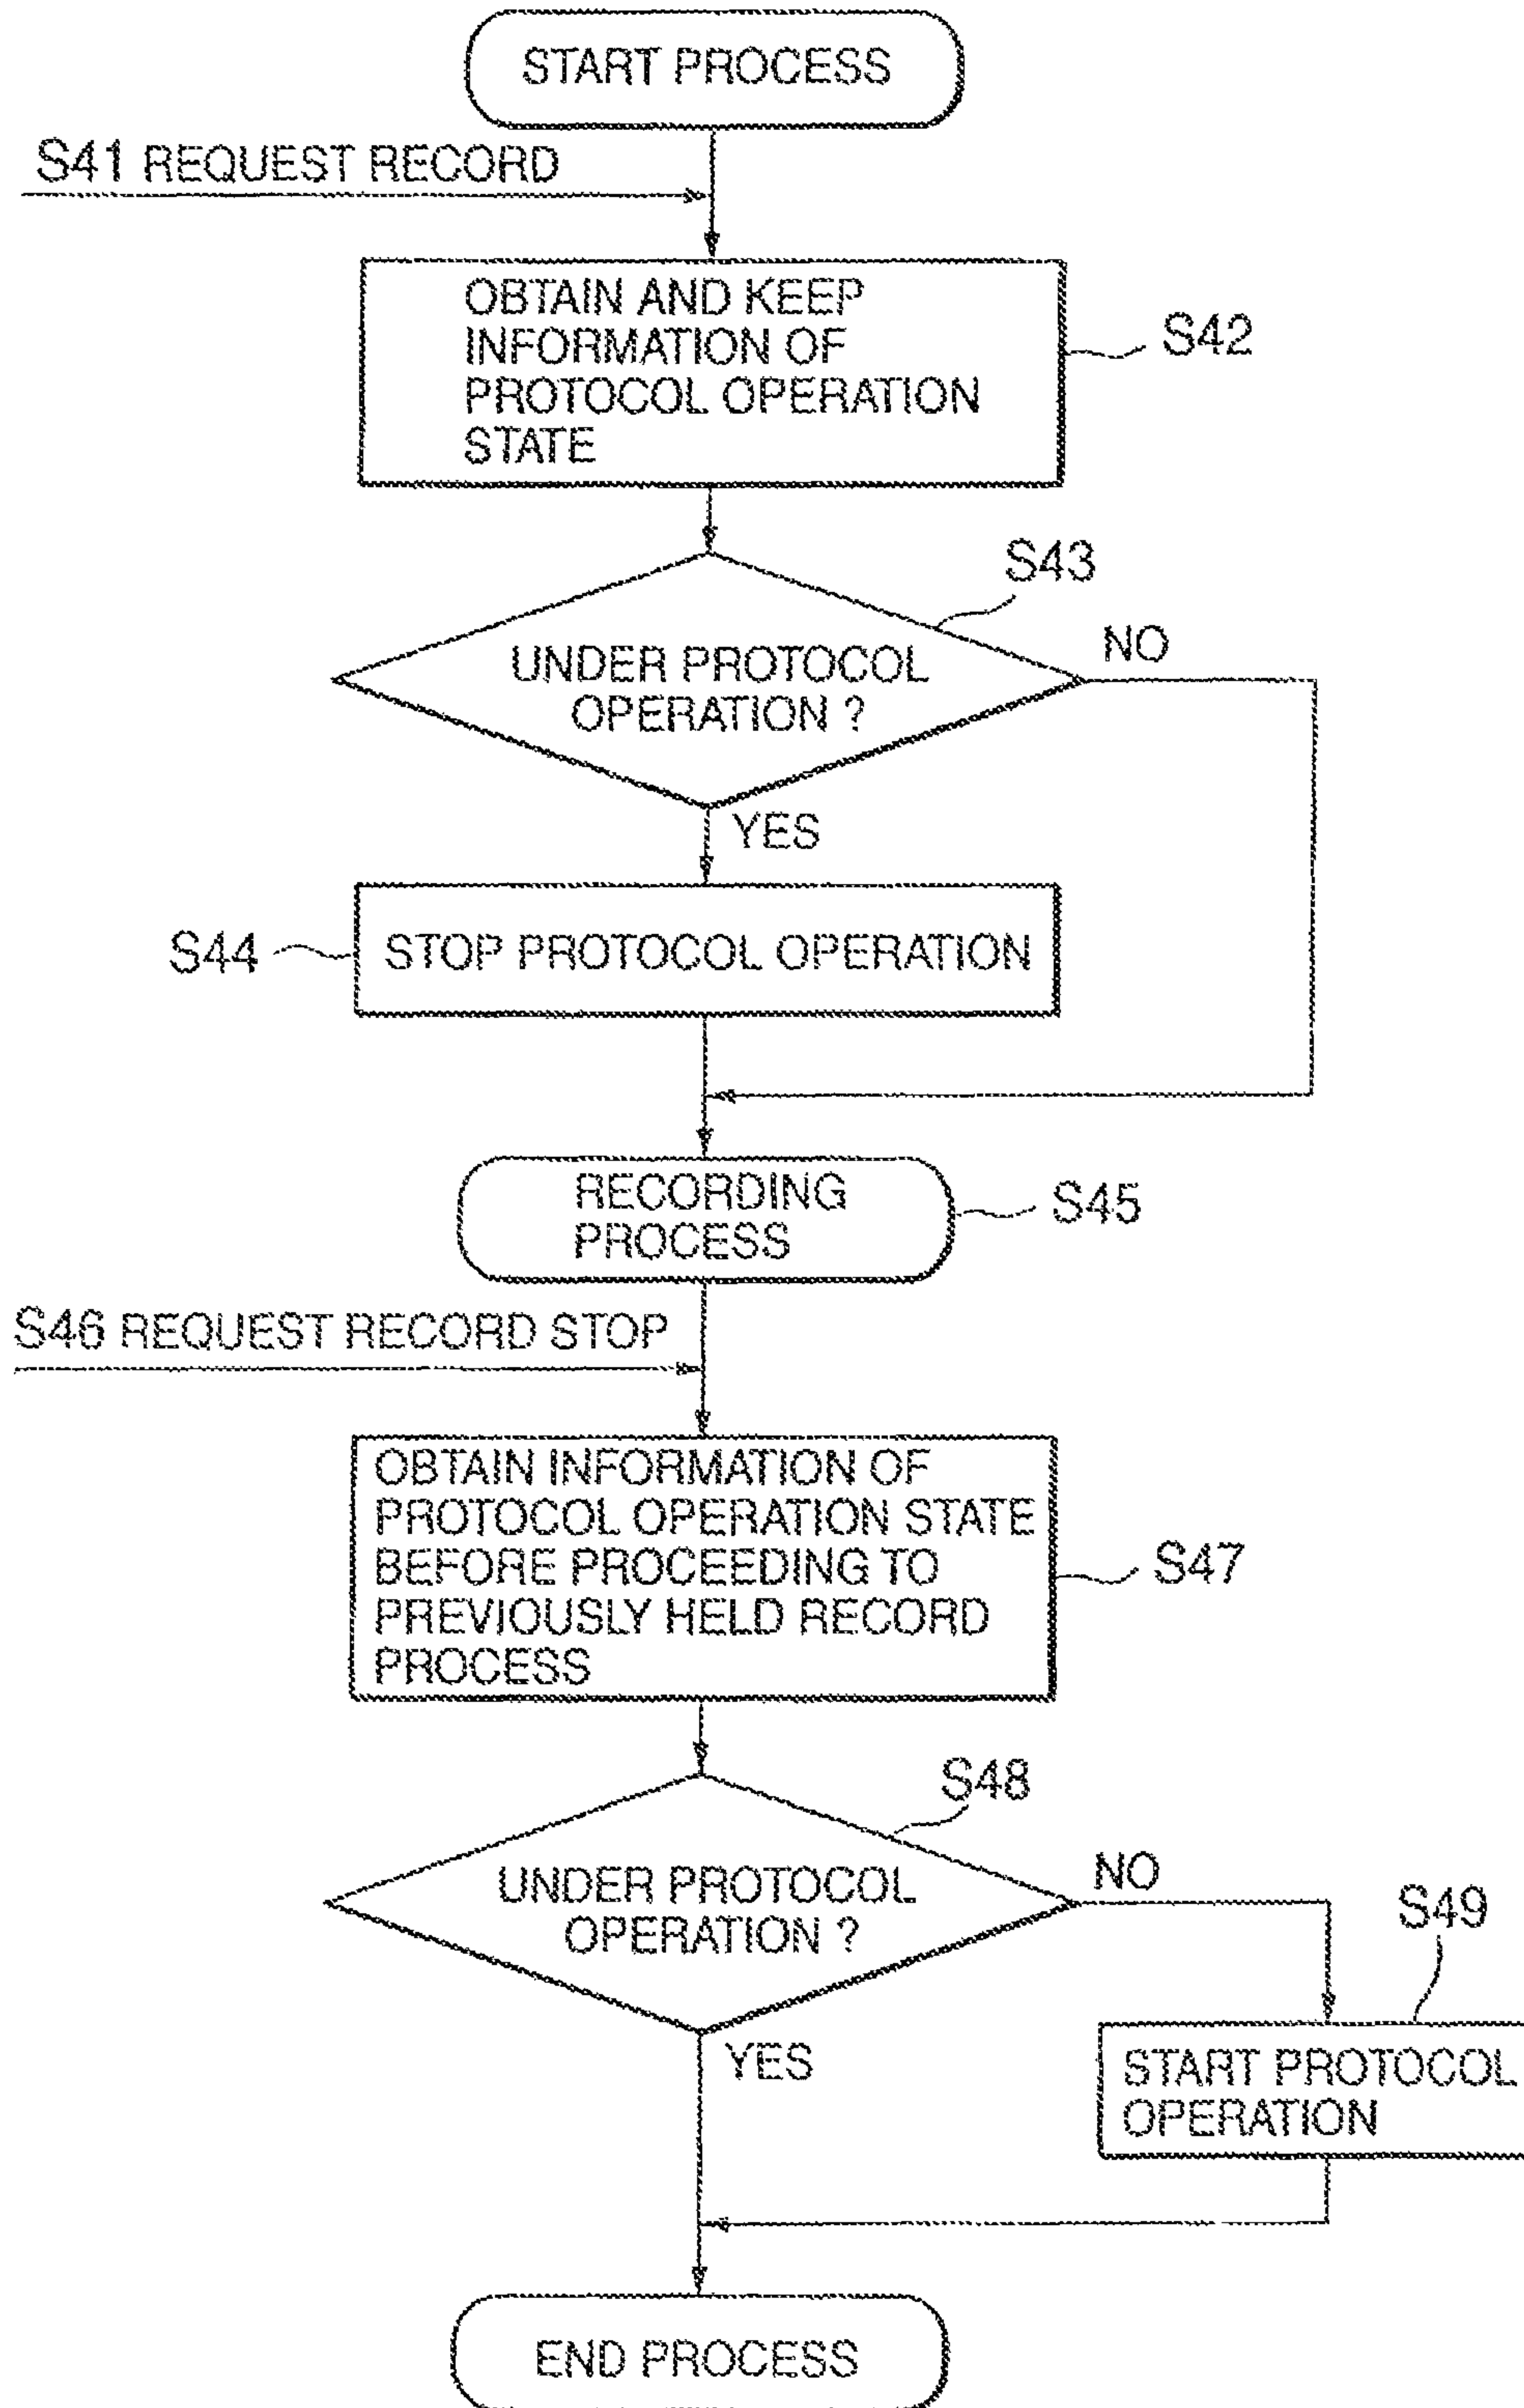 START PROCESS
S41 REQUEST RECORD
OBTAIN AND KEEP
INFORMATION OF
PROTOCOL OPERATION
STATE
S42
S43
UNDER PROTOCOL
OPERATION ?
NO
YES
S44
STOP PROTOCOL OPERATION
RECORDING
PROCESS
S45
S46 REQUEST RECORD STOP
OBTAIN INFORMATION OF
PROTOCOL OPERATION STATE
BEFORE PROCEEDING TO
PREVIOUSLY HELD RECORD
PROCESS
S47
S48
UNDER PROTOCOL
OPERATION ?
NO
S49
YES
START PROTOCOL
OPERATION
END PROCESS